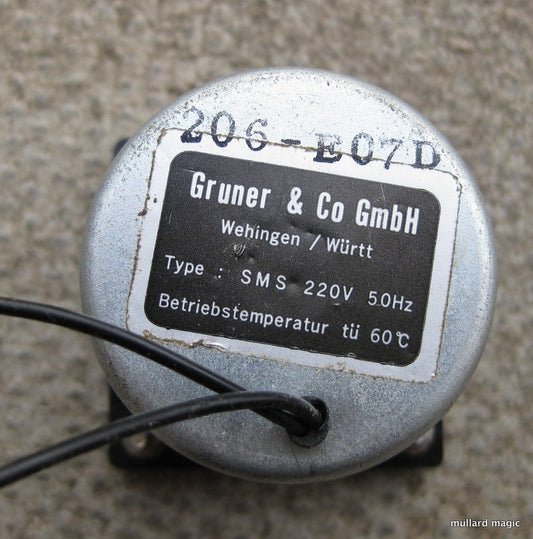 206-E07D
Gruner & Co GmbH
Wehingen / Württ
Type : SMS 220V 50Hz
Betriebstemperatur tü 60°C
mullard magic